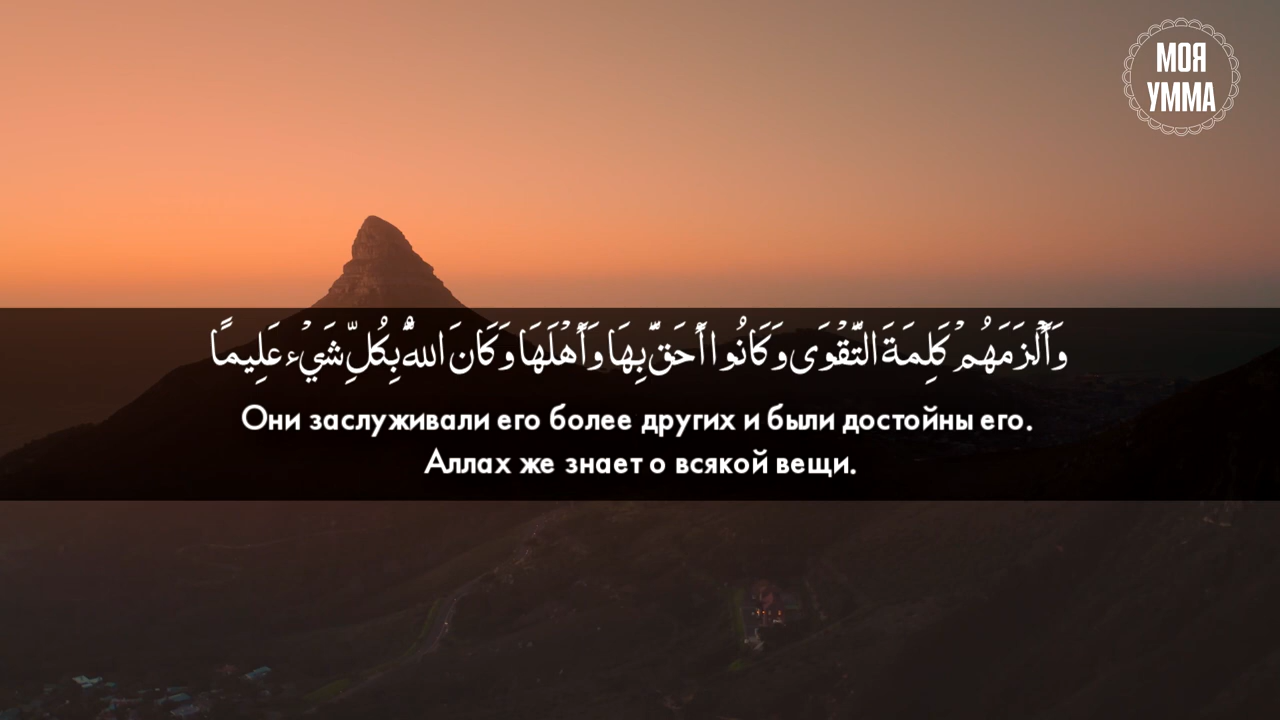 МОЯ
УММА
وَأَلْزَمَهُمْ كَلِمَةَ التَّقْوَى وَكَانُوا أَحَقَّ بِهَا وَأَهْلَهَا وَكَانَ اللَّهُ بِكُلِّ شَيْءٍ عَلِيمًا
Они заслуживали его более других и были достойны его.
Аллах же знает о всякой вещи.